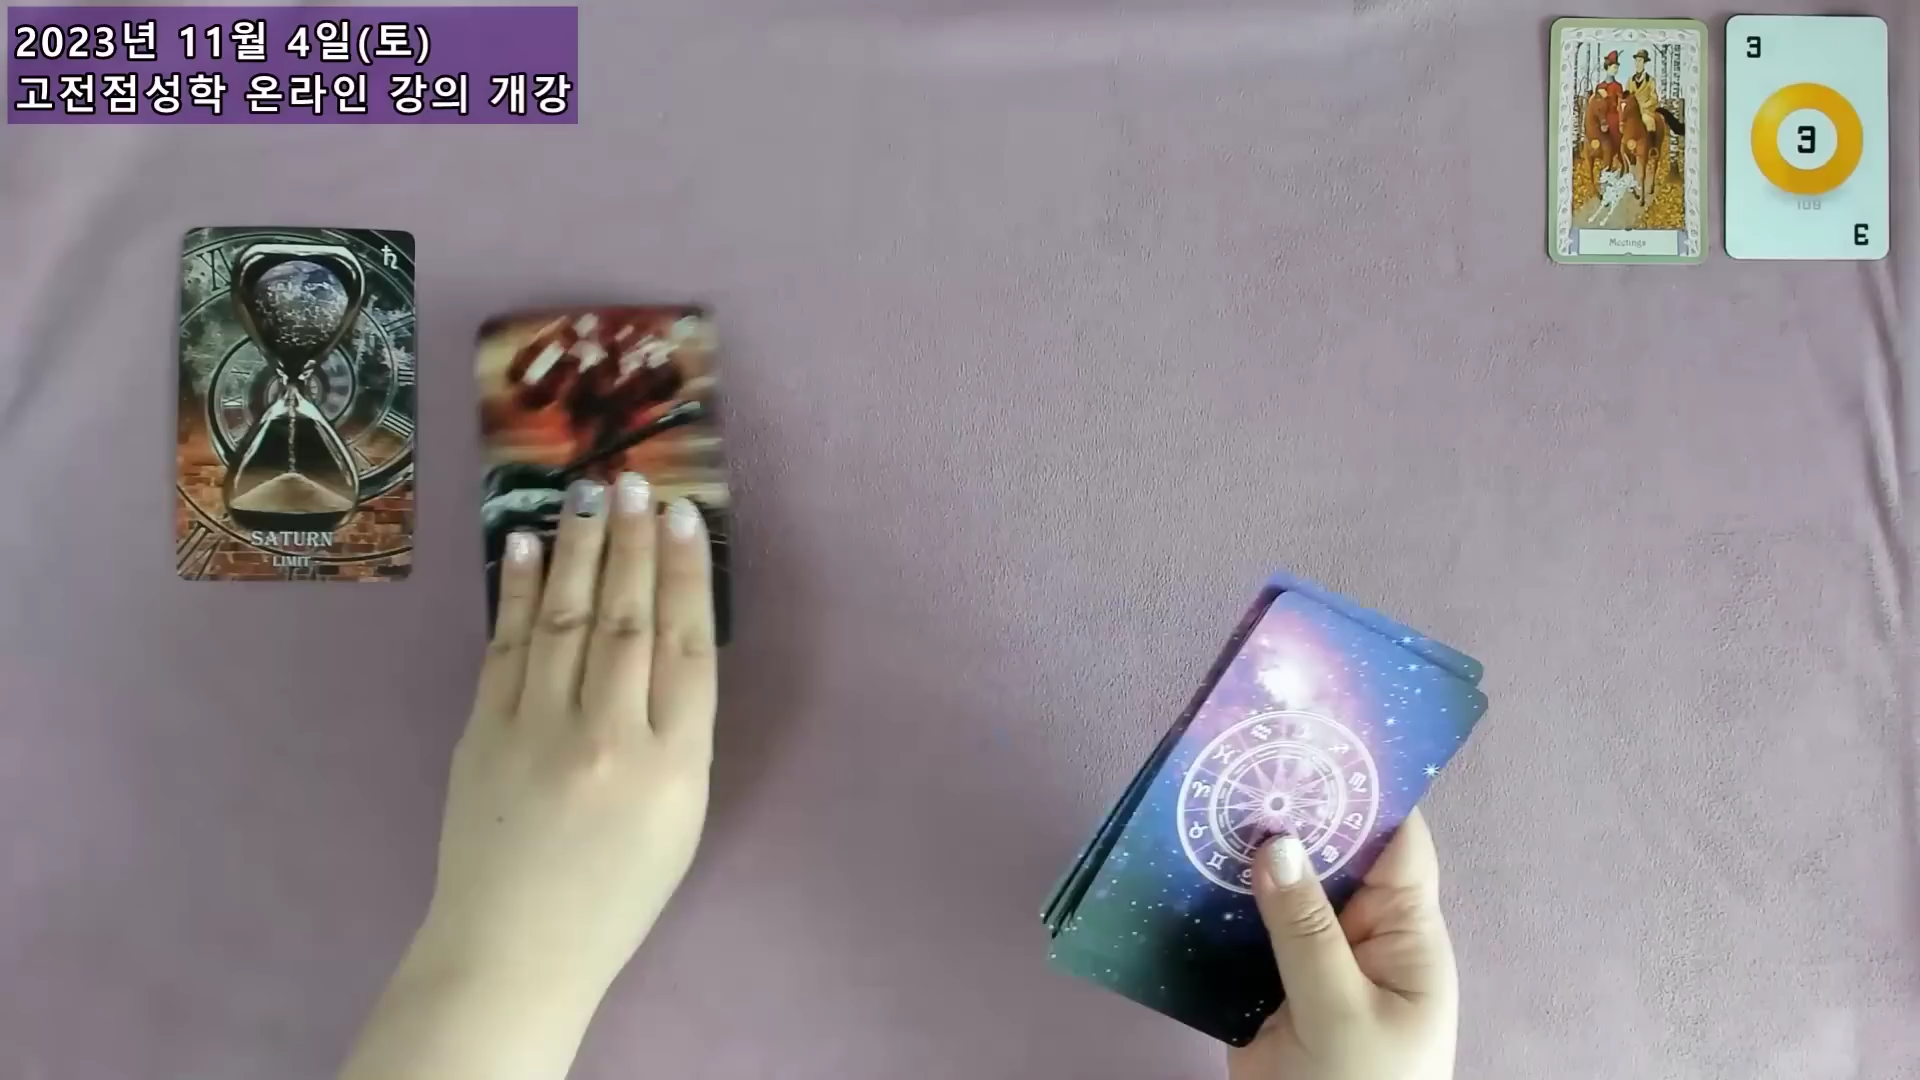 2023년 11월 4일(토)
고전점성학 온라인 강의 개강
3
3
3
Meetings
♄
SATURN
- LIMIT -